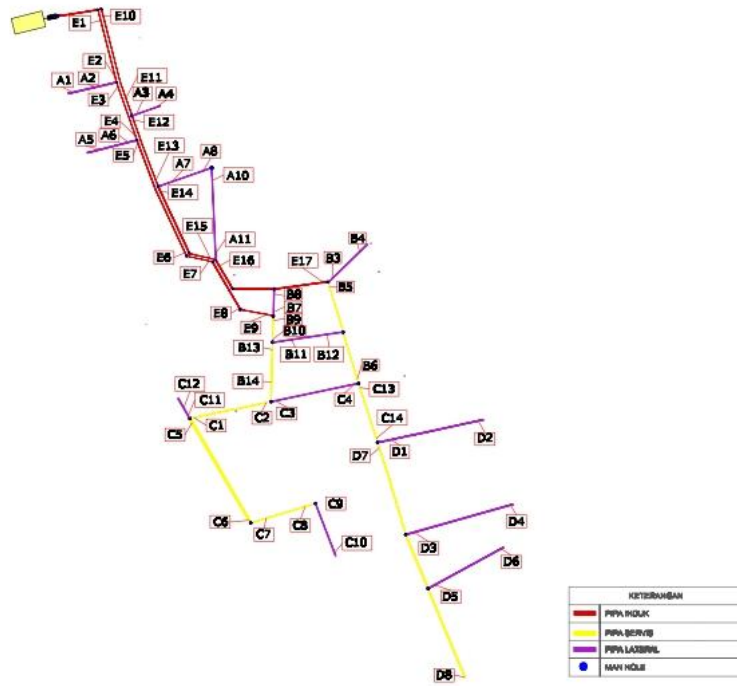 E1
E10
E2
E11
A1
A2
E3
A3
A4
E4
E12
A5
A6
E5
E13
A7
A8
E14
A10
E15
A11
E6
E7
E16
B4
E17
B3
B5
B8
B7
E8
E9
B9
B10
B13
B11
B12
B14
B6
C12
C13
C11
C4
C1
C2
C3
C5
C14
D2
D7
D1
C9
C6
C7
C8
C10
D4
D3
D6
D5
D8
KETERANGAN
PIPA INDUK
PIPA SERVIS
PIPA LATERAL
MAN HOLE